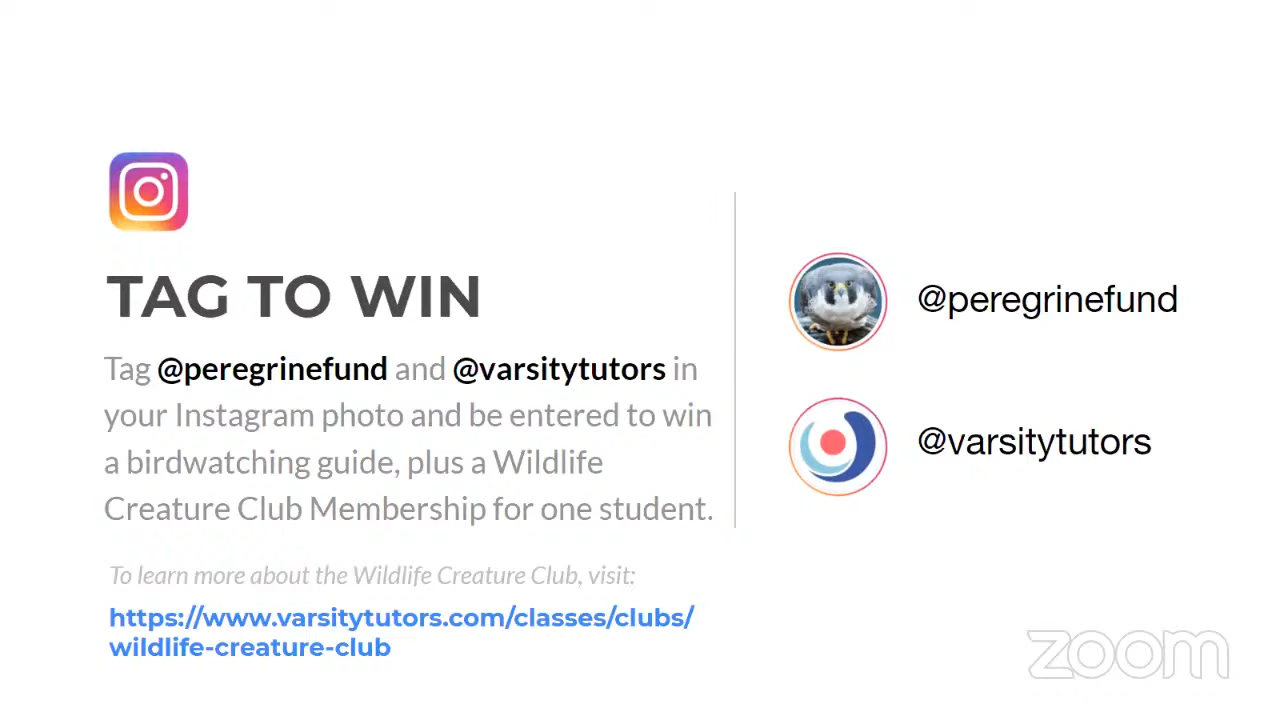 TAG TO WIN
Tag @peregrinefund and @varsitytutors in
your Instagram photo and be entered to win
a birdwatching guide, plus a Wildlife
Creature Club Membership for one student.
To learn more about the Wildlife Creature Club, visit:
https://www.varsitytutors.com/classes/clubs/
wildlife-creature-club
@peregrinefund
@varsitytutors
zoom